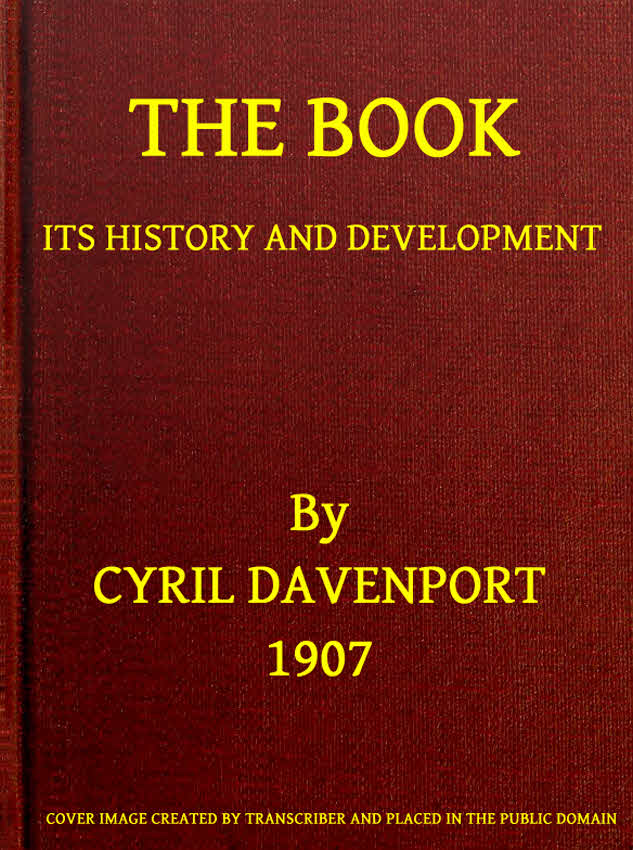 THE BOOK
ITS HISTORY AND DEVELOPMENT
By
CYRIL DAVENPORT
1907
COVER IMAGE CREATED BY TRANSCRIBER AND PLACED IN THE PUBLIC DOMAIN